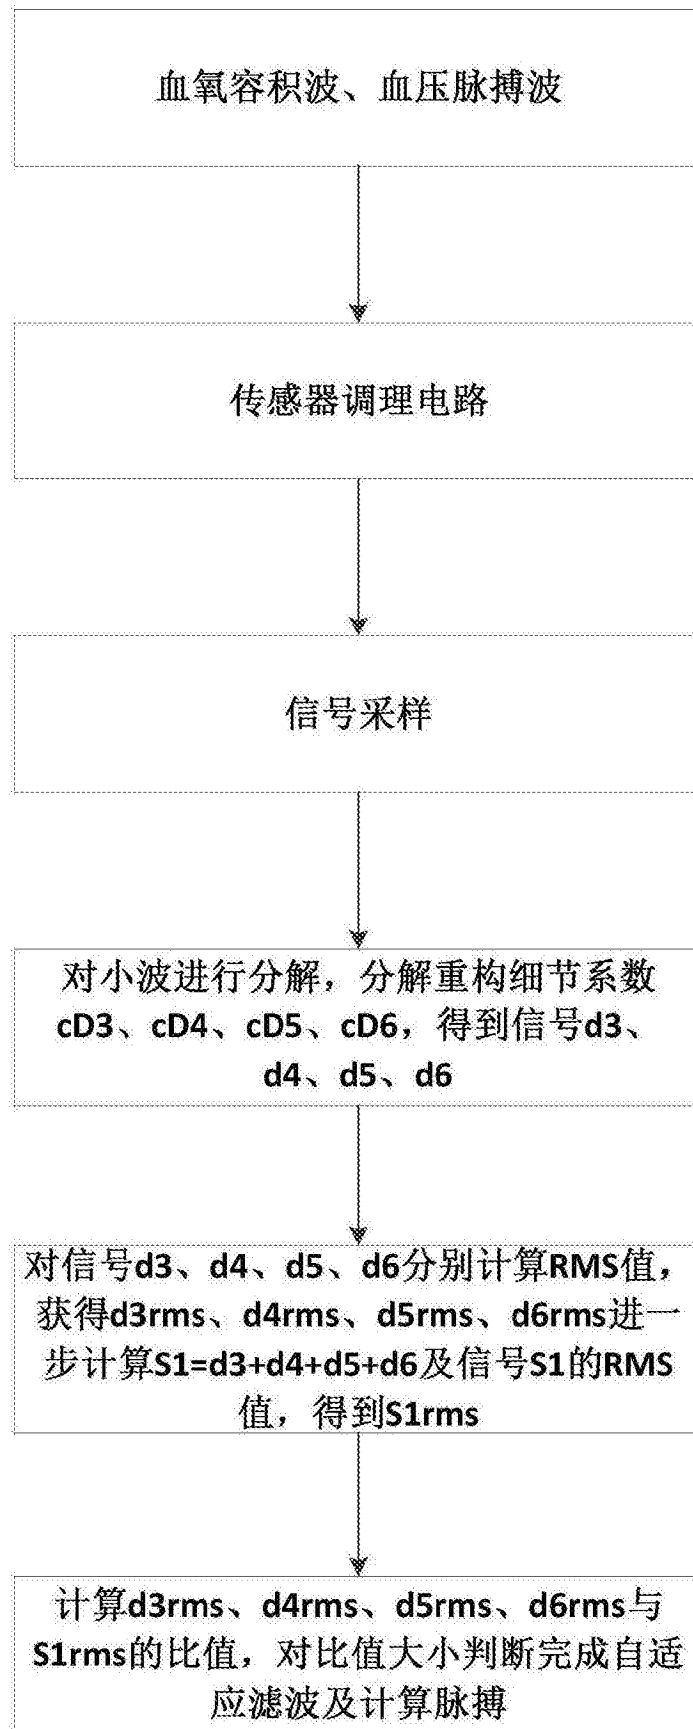 血氧容积波、血压脉搏波
传感器调理电路
信号采样
对小波进行分解，分解重构细节系数
cD3、cD4、cD5、cD6，得到信号d3、
d4、d5、d6
对信号d3、d4、d5、d6分别计算RMS值，
获得d3rms、d4rms、d5rms、d6rms进一
步计算S1=d3+d4+d5+d6及信号S1的RMS
值，得到S1rms
计算d3rms、d4rms、d5rms、d6rms与
S1rms的比值，对比值大小判断完成自适
应滤波及计算脉搏